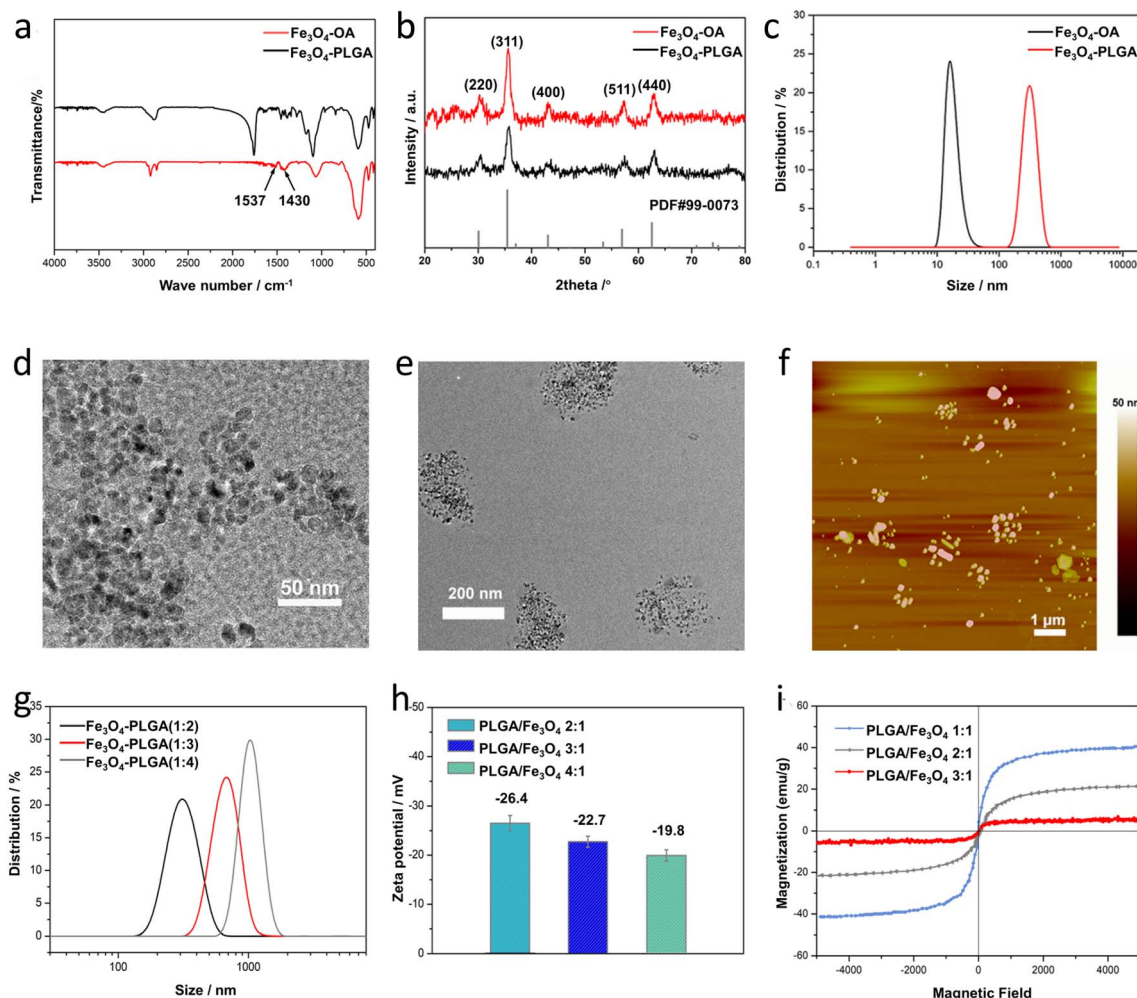 a
Fe₃O₄-OA
Fe₃O₄-PLGA
Transmittance/%
1537
1430
4000 3500 3000 2500 2000 1500 1000 500
Wave number / cm⁻¹
b
Fe₃O₄-OA
Fe₃O₄-PLGA
(311)
(220)
(400)
(511)
(440)
Intensity / a.u.
PDF#99-0073
20 30 40 50 60 70 80
2theta /°
c
30
25
20
15
10
5
0
Fe₃O₄-OA
Fe₃O₄-PLGA
Distribution / %
0.1 1 10 100 1000 10000
Size / nm
d
50 nm
e
200 nm
f
50 nm
1 µm
g
35
30
25
20
15
10
5
0
Fe₃O₄-PLGA(1:2)
Fe₃O₄-PLGA(1:3)
Fe₃O₄-PLGA(1:4)
Distribution / %
100 1000
Size / nm
h
-50
-40
-30
-20
-10
0
PLGA/Fe₃O₄ 2:1
PLGA/Fe₃O₄ 3:1
PLGA/Fe₃O₄ 4:1
Zeta potential / mV
-26.4
-22.7
-19.8
i
60
40
20
0
-20
-40
-60
PLGA/Fe₃O₄ 1:1
PLGA/Fe₃O₄ 2:1
PLGA/Fe₃O₄ 3:1
Magnetization (emu/g)
-4000 -2000 0 2000 4000
Magnetic Field